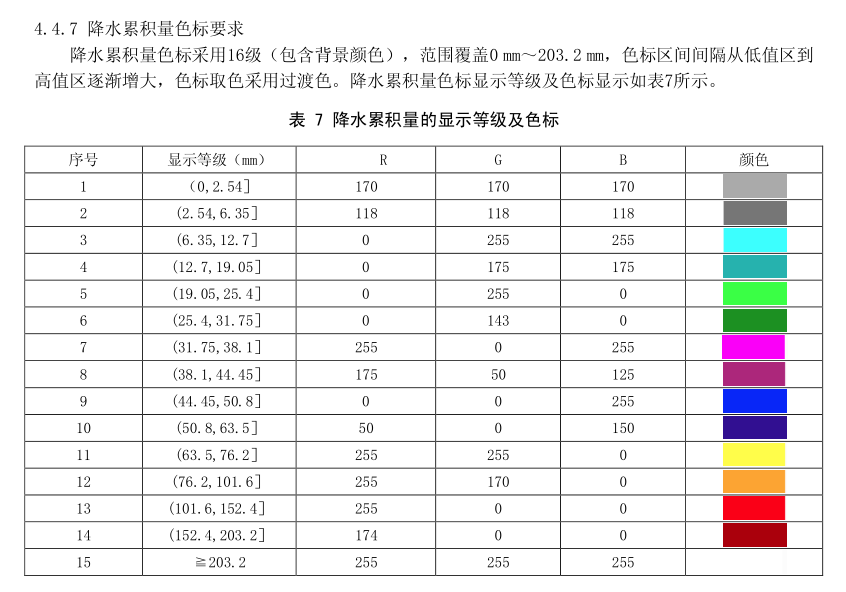 4.4.7 降水累积量色标要求
降水累积量色标采用16级（包含背景颜色），范围覆盖0 mm～203.2 mm，色标区间间隔从低值区到
高值区逐渐增大，色标取色采用过渡色。降水累积量色标显示等级及色标显示如表7所示。
表 7 降水累积量的显示等级及色标
序号 显示等级（mm） R G B 颜色
1 （0,2.54］ 170 170 170
2 (2.54,6.35］ 118 118 118
3 (6.35,12.7］ 0 255 255
4 (12.7,19.05］ 0 175 175
5 (19.05,25.4］ 0 255 0
6 (25.4,31.75］ 0 143 0
7 (31.75,38.1］ 255 0 255
8 (38.1,44.45］ 175 50 125
9 (44.45,50.8］ 0 0 255
10 (50.8,63.5］ 50 0 150
11 (63.5,76.2］ 255 255 0
12 (76.2,101.6］ 255 170 0
13 (101.6,152.4］ 255 0 0
14 (152.4,203.2］ 174 0 0
15 ≧203.2 255 255 255